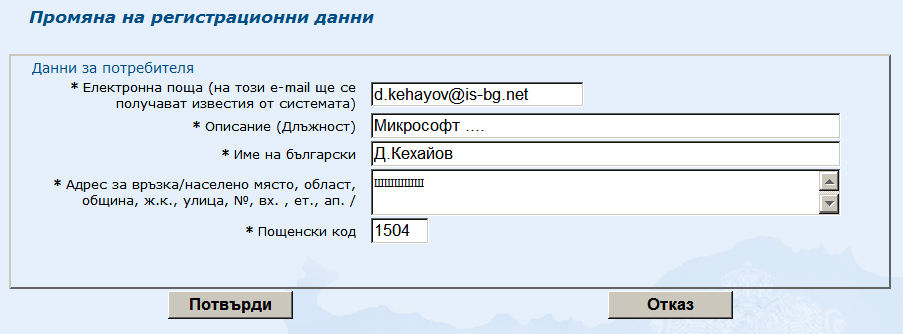 Промяна на регистрационни данни
Данни за потребителя
* Електронна поща (на този e-mail ще се
получават известия от системата)
d.kehayov@is-bg.net
* Описание (Длъжност)
Микрософт ....
* Име на български
Д.Кехайов
* Адрес за връзка/населено място, област,
община, ж.к., улица, №, вх. , ет., ап. /
* Пощенски код
1504
Потвърди
Отказ